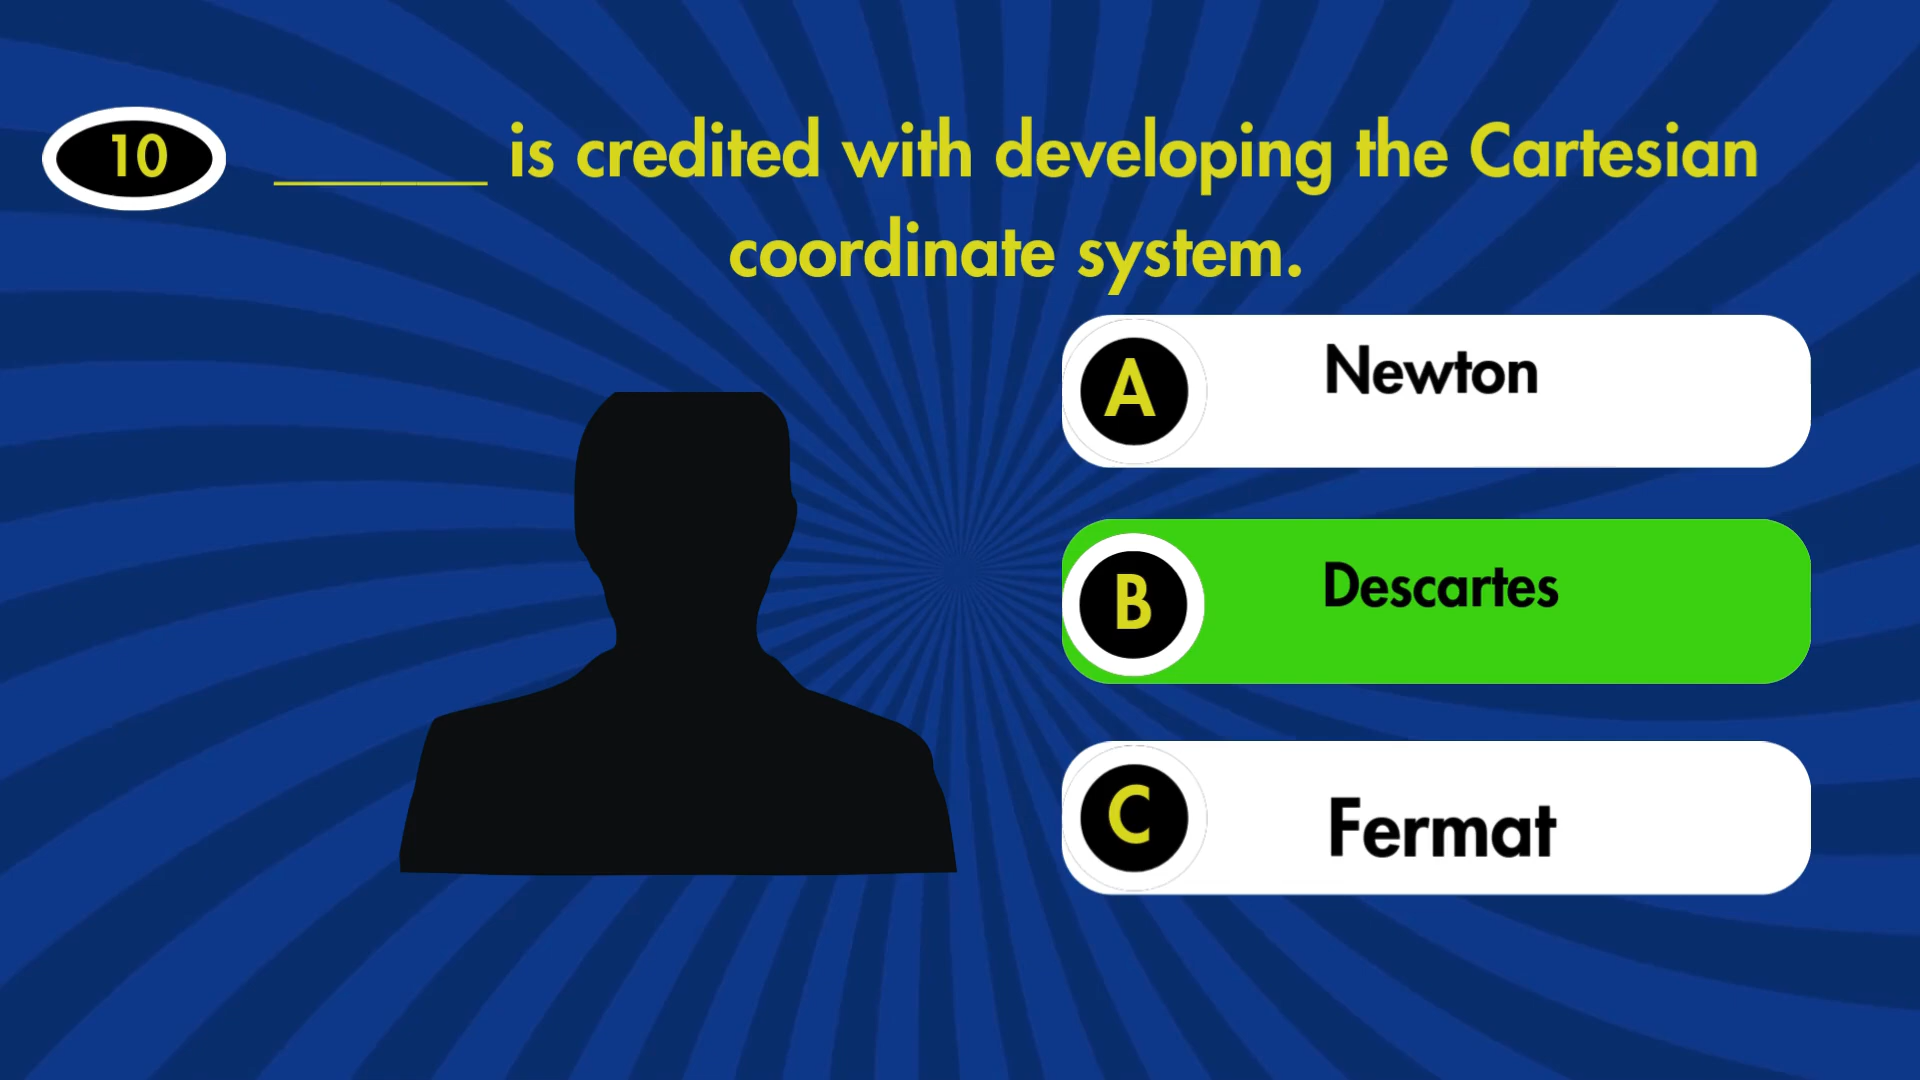 10
______ is credited with developing the Cartesian
coordinate system.
A Newton
B Descartes
C Fermat